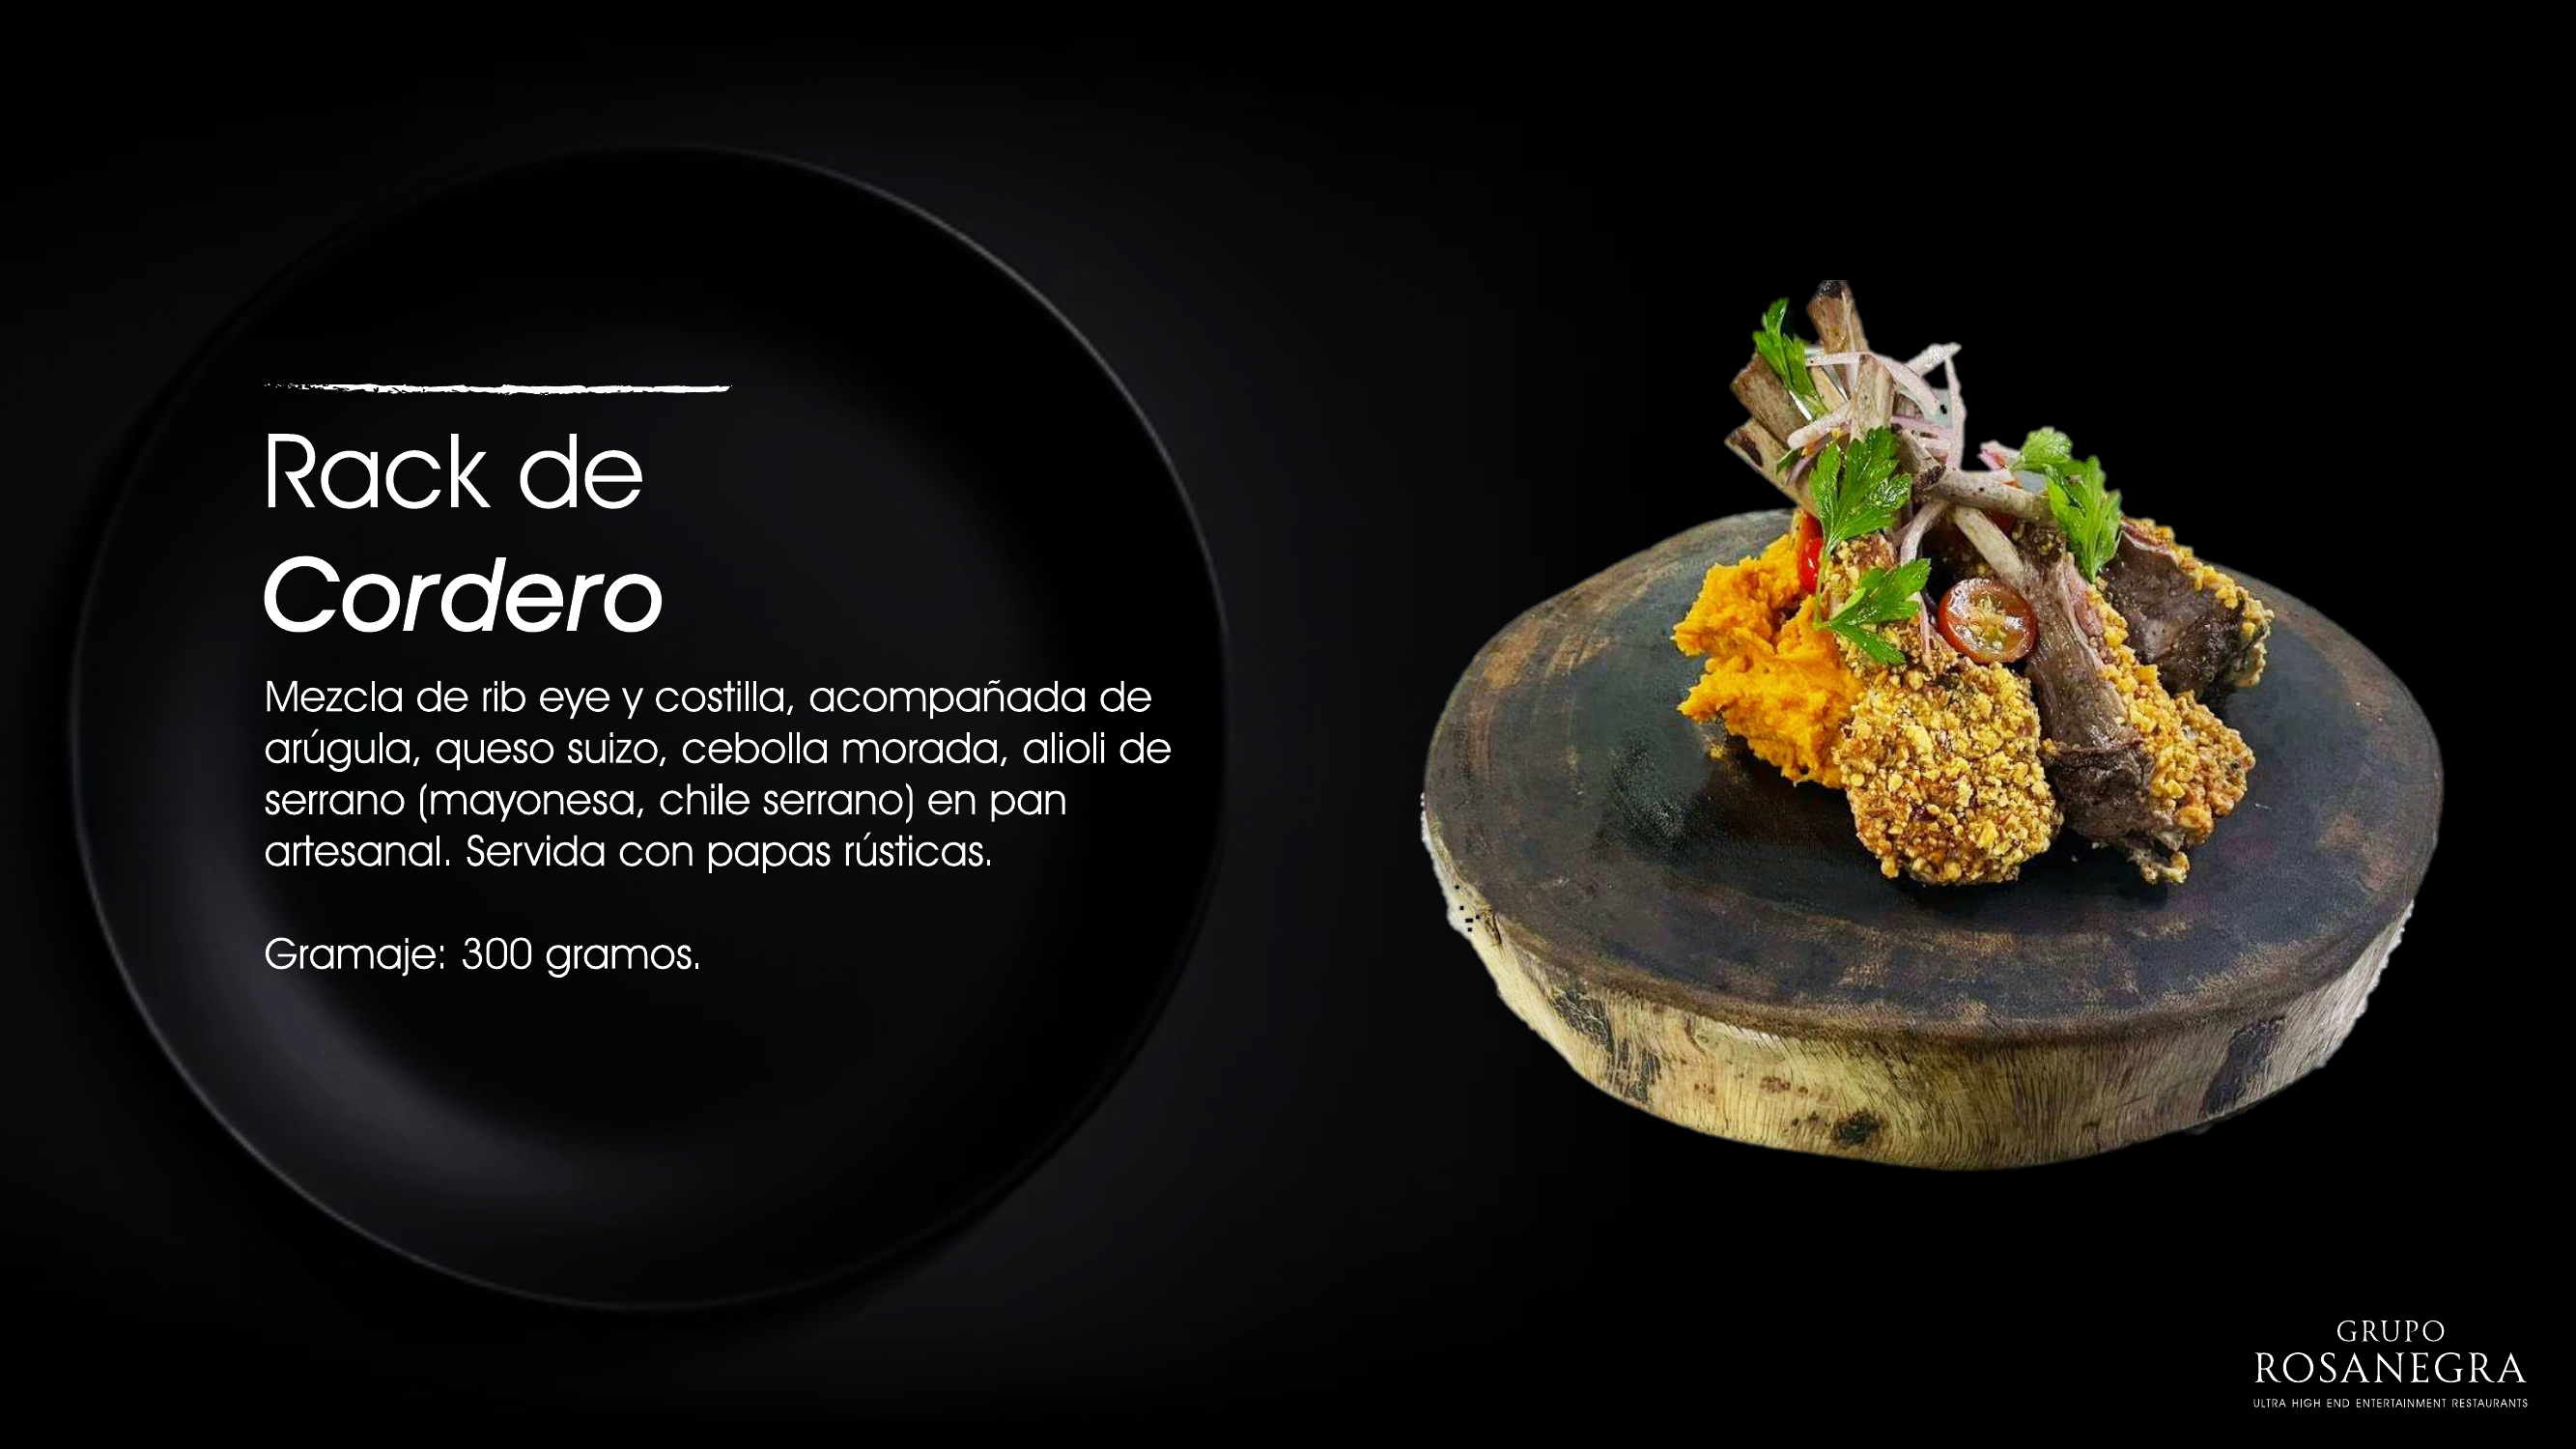 Rack de
Cordero
Mezcla de rib eye y costilla, acompañada de
arúgula, queso suizo, cebolla morada, alioli de
serrano (mayonesa, chile serrano) en pan
artesanal. Servida con papas rústicas.
Gramaje: 300 gramos.
GRUPO
ROSANEGRA
ULTRA HIGH END ENTERTAINMENT RESTAURANTS